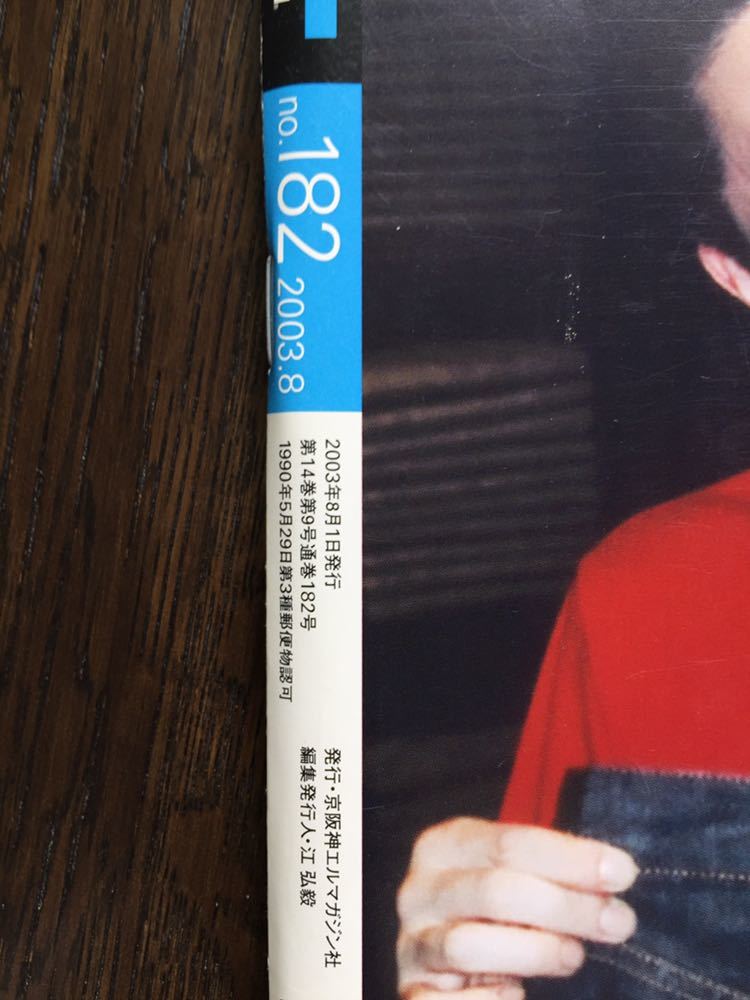 no.182 2003.8
2003年8月1日発行
第14巻第9号通巻182号
1990年5月29日第3種郵便物認可
発行・京阪神エルマガジン社
編集発行人・江 弘毅